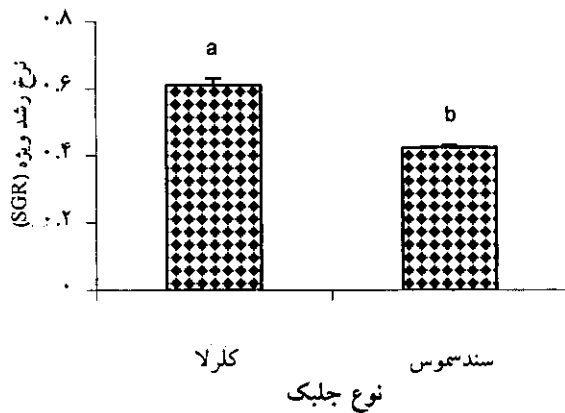 ۰.۸
۰.۶
۰.۴
۰.۲
۰
نرخ رشد ویژه (SGR)
a
b
کلرلا
سندسموس
نوع جلبک